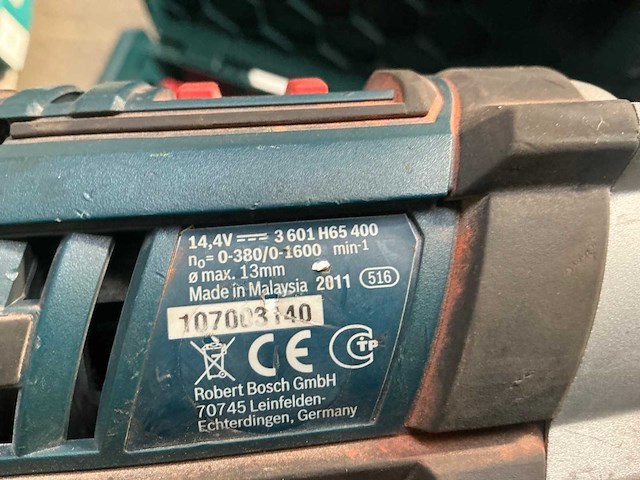 14,4V 3 601 H65 400
n₀= 0-380/0-1600 min-1
ø max. 13mm
Made in Malaysia 2011 516
107003140
CE TP
Robert Bosch GmbH
70745 Leinfelden-
Echterdingen, Germany